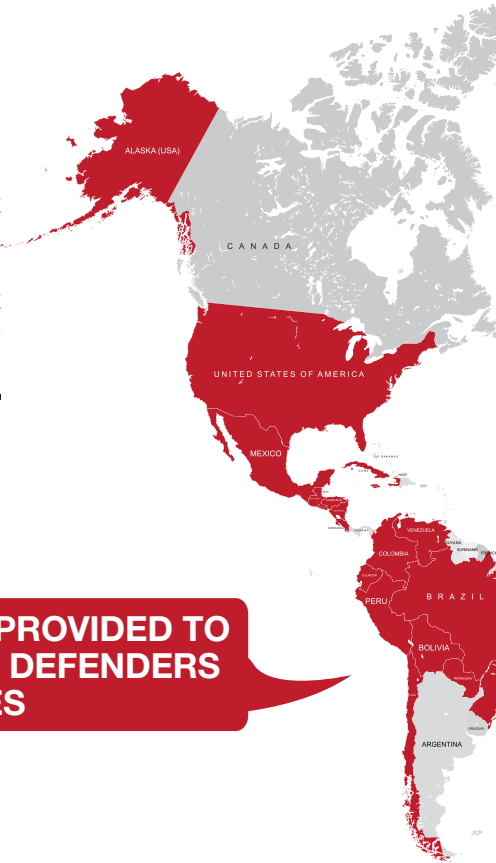 ALASKA (USA)
CANADA
UNITED STATES OF AMERICA
MEXICO
THE BAHAMAS
CUBA
HAITI
VENEZUELA
GUYANA
SURINAME
COLOMBIA
ECUADOR
BRAZIL
PERU
PROVIDED TO
DEFENDERS
ES
BOLIVIA
PARAGUAY
URUGUAY
ARGENTINA